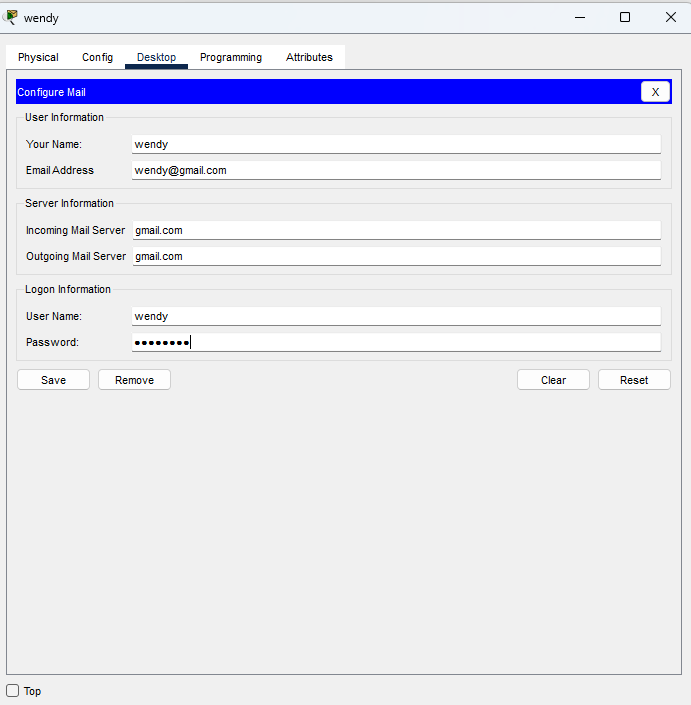 wendy
Physical Config Desktop Programming Attributes
Configure Mail X
User Information
Your Name: wendy
Email Address wendy@gmail.com
Server Information
Incoming Mail Server gmail.com
Outgoing Mail Server gmail.com
Logon Information
User Name: wendy
Password: ●●●●●●●●
Save Remove Clear Reset
Top